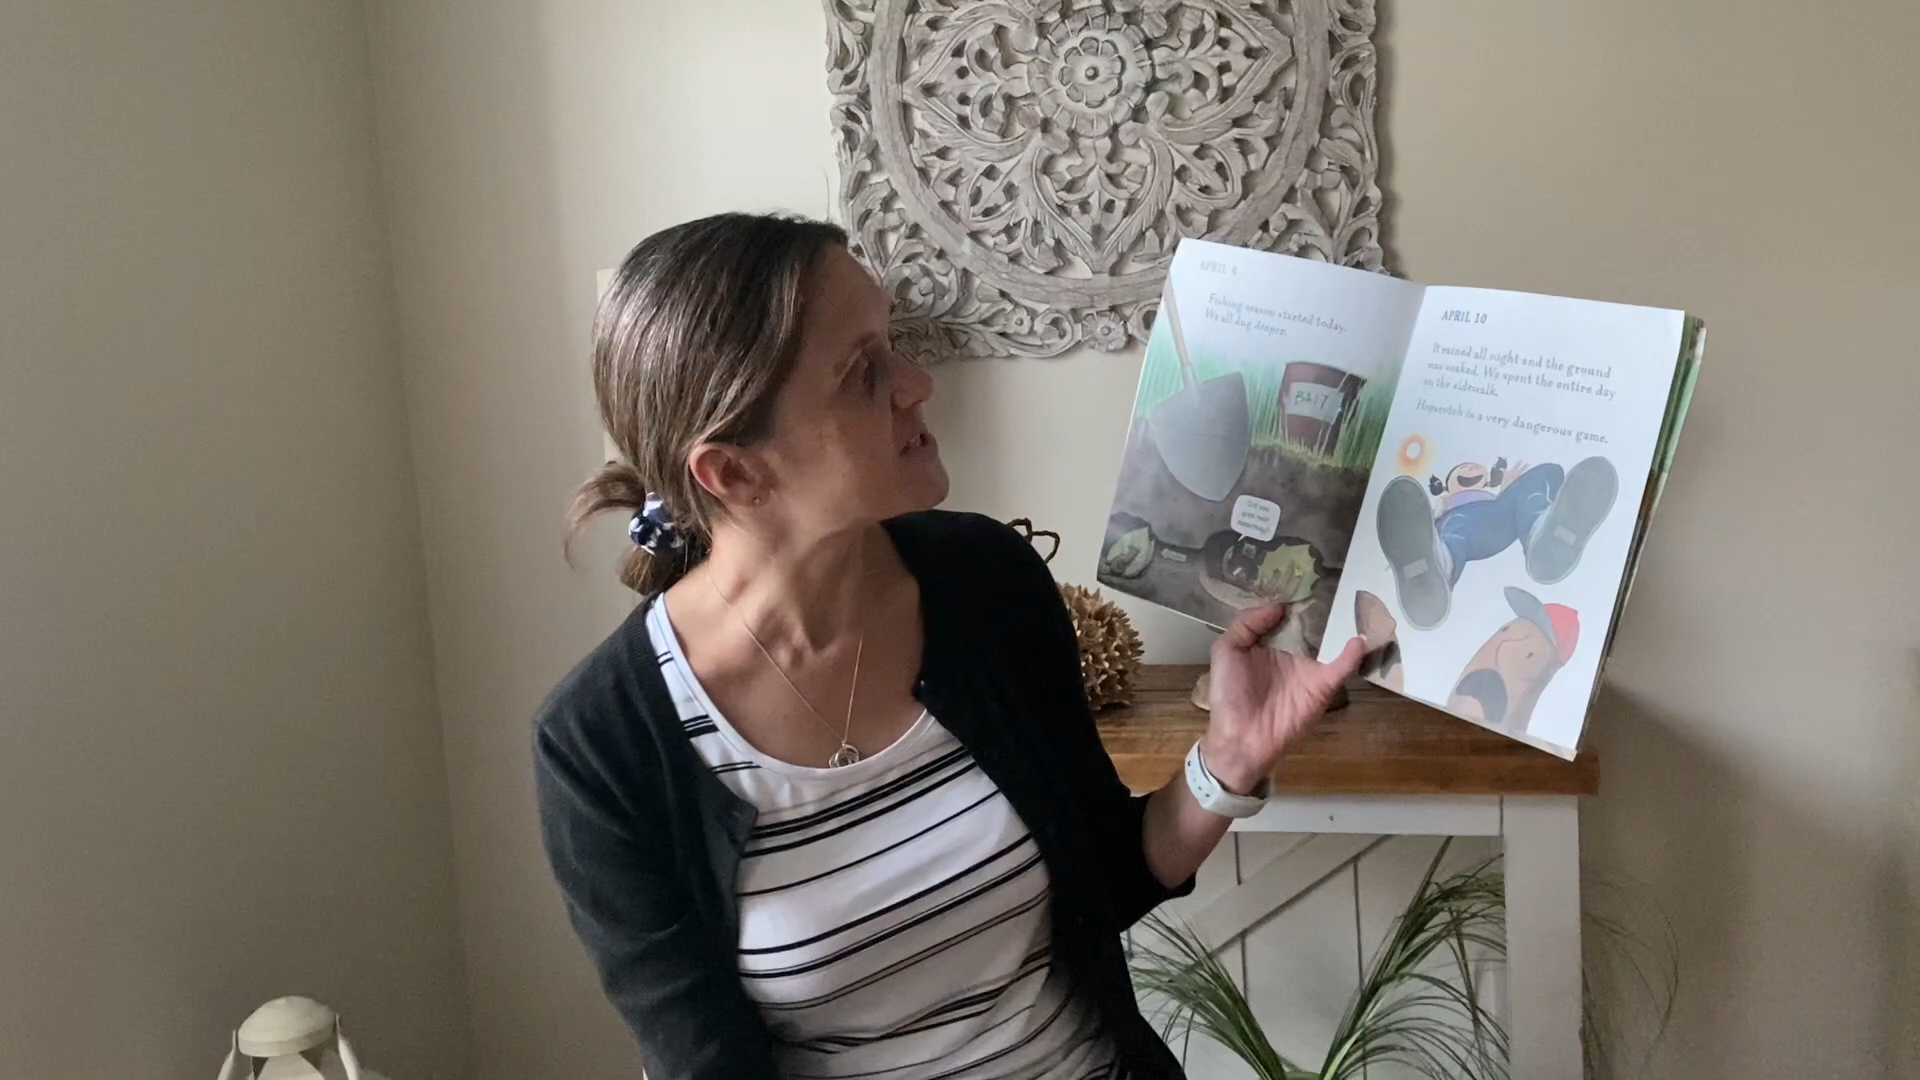 APRIL 4
Fishing season started today.
We all dug deeper.
BAIT
APRIL 10
It rained all night and the ground
was soaked. We spent the entire day
on the sidewalk.
Hopscotch is a very dangerous game.